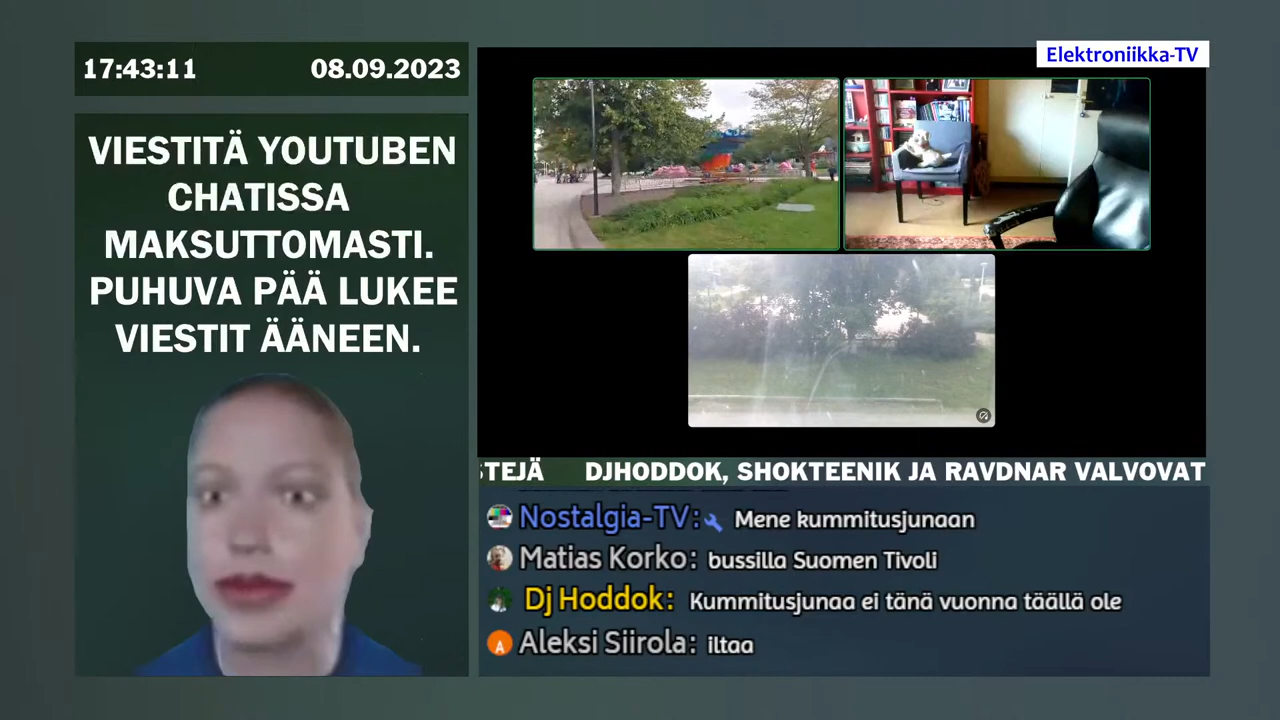 17:43:11 08.09.2023
VIESTITÄ YOUTUBEN
CHATISSA
MAKSUTTOMASTI.
PUHUVA PÄÄ LUKEE
VIESTIT ÄÄNEEN.
Elektroniikka-TV
STEJÄ DJHODDOK, SHOKTEENIK JA RAVDNAR VALVOVAT
Nostalgia-TV: Mene kummitusjunaan
Matias Korko: bussilla Suomen Tivoli
Dj Hoddok: Kummitusjunaa ei tänä vuonna täällä ole
A Aleksi Siirola: iltaa